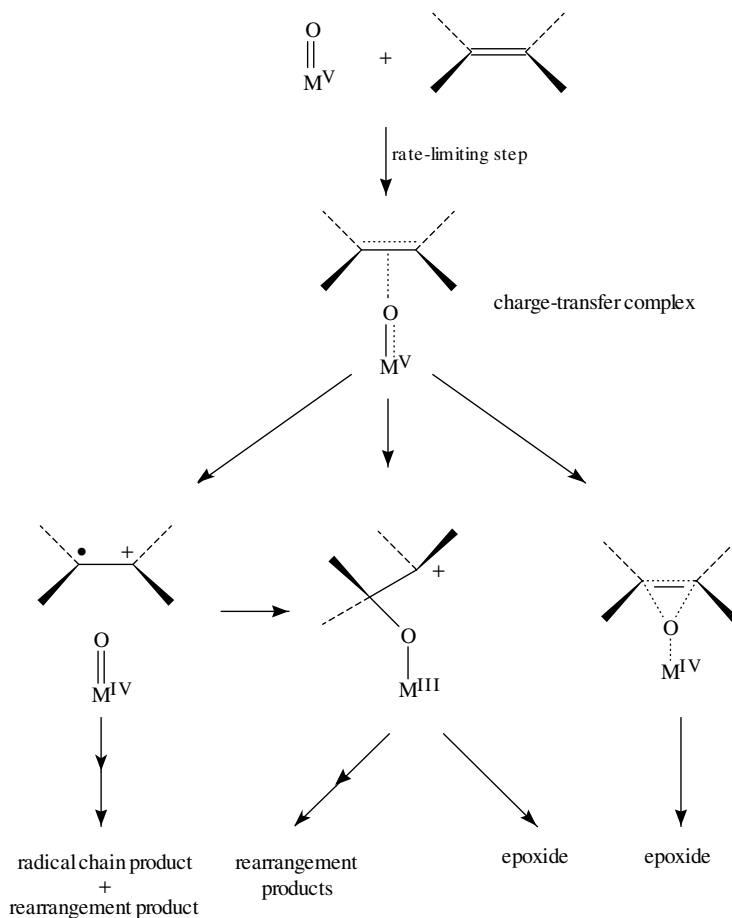 O
M^V + 
rate-limiting step
O
M^V
charge-transfer complex
• +
+
O
M^IV
O
M^III
O
M^IV
radical chain product
+
rearrangement product
rearrangement
products
epoxide
epoxide